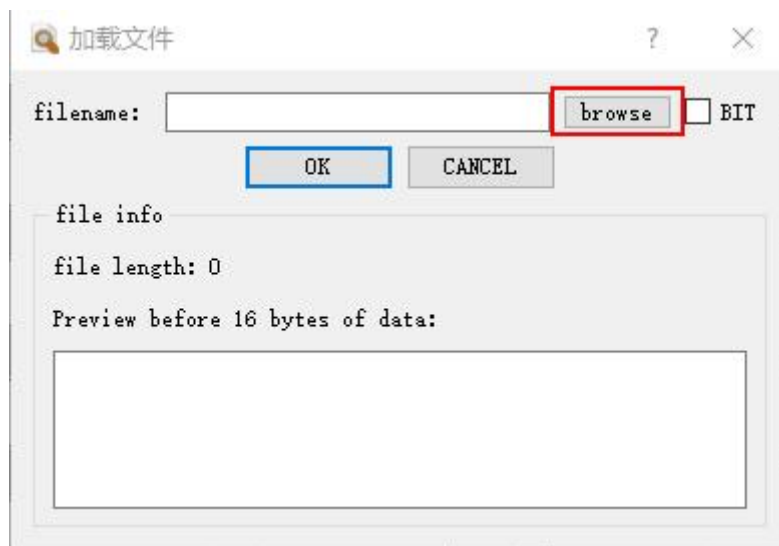 加载文件 ?
filename: browse BIT
OK CANCEL
file info
file length: 0
Preview before 16 bytes of data: